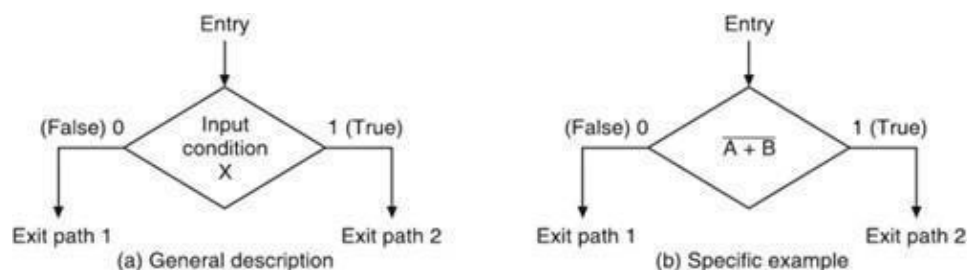 Entry
(False) 0
Input
condition
X
1 (True)
Exit path 1
Exit path 2
(a) General description
Entry
(False) 0
A + B
1 (True)
Exit path 1
Exit path 2
(b) Specific example